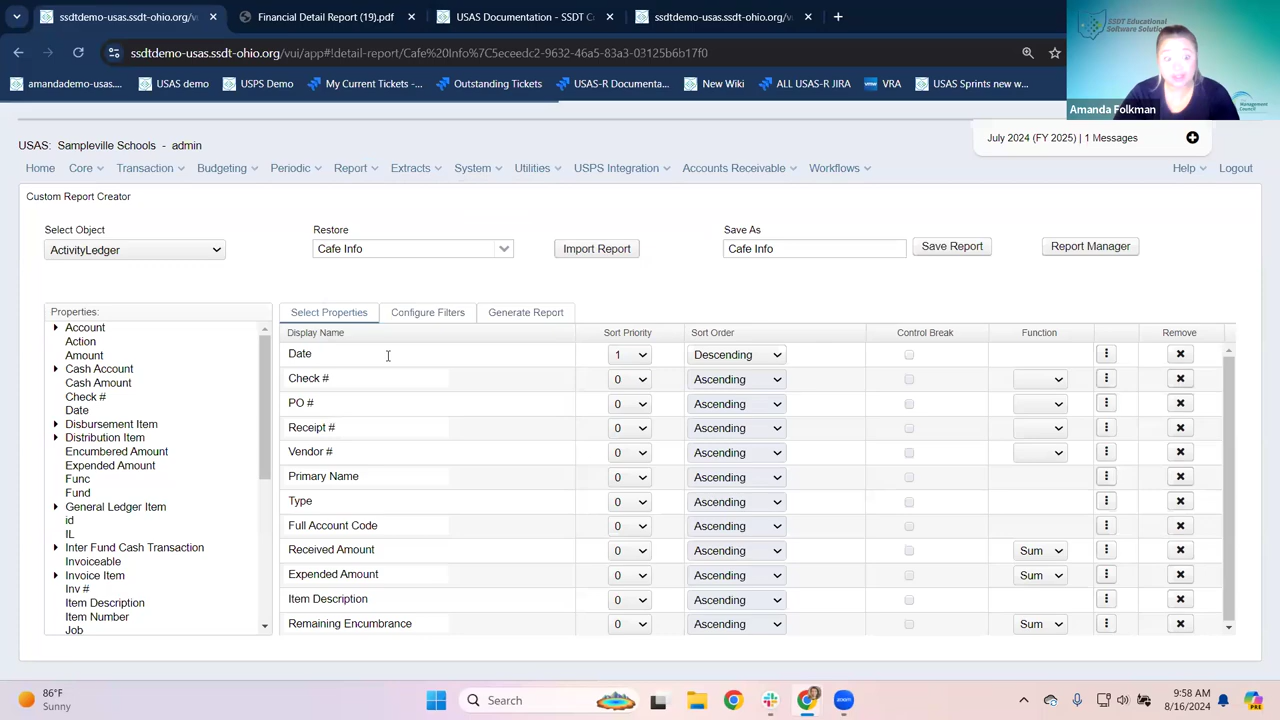 ssdtdemo-usas.ssdt-ohio.org/v
Financial Detail Report (19).pdf
USAS Documentation - SSDT C
ssdtdemo-usas.ssdt-ohio.org/v
ssdtdemo-usas.ssdt-ohio.org/vui/app#!detail-report/Cafe%20Info%7C5eceedc2-9632-46a5-83a3-03125b6b17f0
amandademo-usas....
USAS demo
USPS Demo
My Current Tickets -...
Outstanding Tickets
USAS-R Documenta...
New Wiki
ALL USAS-R JIRA
VRA
USAS Sprints new w...
SSDT Educational
Software Solutions
Management
Council
Amanda Folkman
July 2024 (FY 2025) | 1 Messages
USAS: Sampleville Schools - admin
Home Core Transaction Budgeting Periodic Report Extracts System Utilities USPS Integration Accounts Receivable Workflows Help Logout
Custom Report Creator
Select Object Restore Save As
ActivityLedger Cafe Info Import Report Cafe Info Save Report Report Manager
Properties:
Account
Action
Amount
Cash Account
Cash Amount
Check #
Date
Disbursement Item
Distribution Item
Encumbered Amount
Expended Amount
Func
Fund
General Ledger Item
id
IL
Inter Fund Cash Transaction
Invoiceable
Invoice Item
Inv #
Item Description
Item Number
Job
Select Properties Configure Filters Generate Report
Display Name Sort Priority Sort Order Control Break Function Remove
Date 1 Descending
Check # 0 Ascending
PO # 0 Ascending
Receipt # 0 Ascending
Vendor # 0 Ascending
Primary Name 0 Ascending
Type 0 Ascending
Full Account Code 0 Ascending
Received Amount 0 Ascending Sum
Expended Amount 0 Ascending Sum
Item Description 0 Ascending
Remaining Encumbrance 0 Ascending Sum
86°F
Sunny
Search
zoom
9:58 AM
8/16/2024
PRE